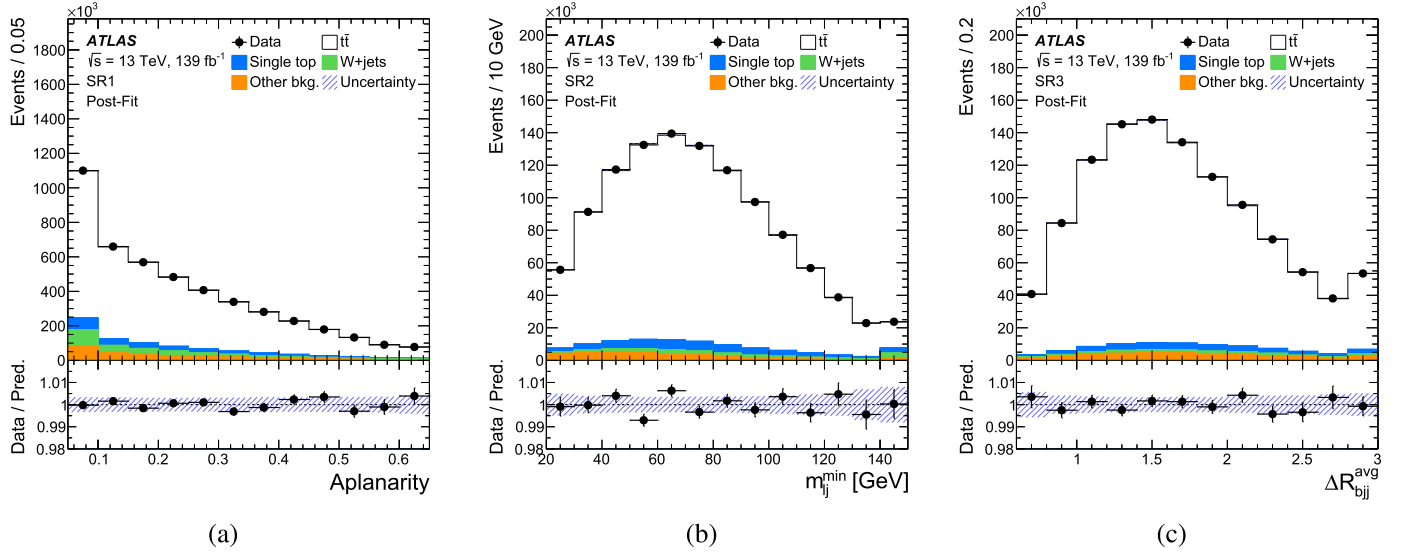 ×10³
Events / 0.05
1800
1600
1400
1200
1000
800
600
400
200
0
ATLAS
√s = 13 TeV, 139 fb⁻¹
SR1
Post-Fit
Data
tt̄
Single top
W+jets
Other bkg.
Uncertainty
Data / Pred.
1.01
1
0.99
0.98
0.1 0.2 0.3 0.4 0.5 0.6
Aplanarity
(a)
×10³
Events / 10 GeV
200
180
160
140
120
100
80
60
40
20
0
ATLAS
√s = 13 TeV, 139 fb⁻¹
SR2
Post-Fit
Data
tt̄
Single top
W+jets
Other bkg.
Uncertainty
Data / Pred.
1.01
1
0.99
0.98
20 40 60 80 100 120 140
m_lj^min [GeV]
(b)
×10³
Events / 0.2
200
180
160
140
120
100
80
60
40
20
0
ATLAS
√s = 13 TeV, 139 fb⁻¹
SR3
Post-Fit
Data
tt̄
Single top
W+jets
Other bkg.
Uncertainty
Data / Pred.
1.01
1
0.99
0.98
1 1.5 2 2.5 3
ΔR_bjj^avg
(c)